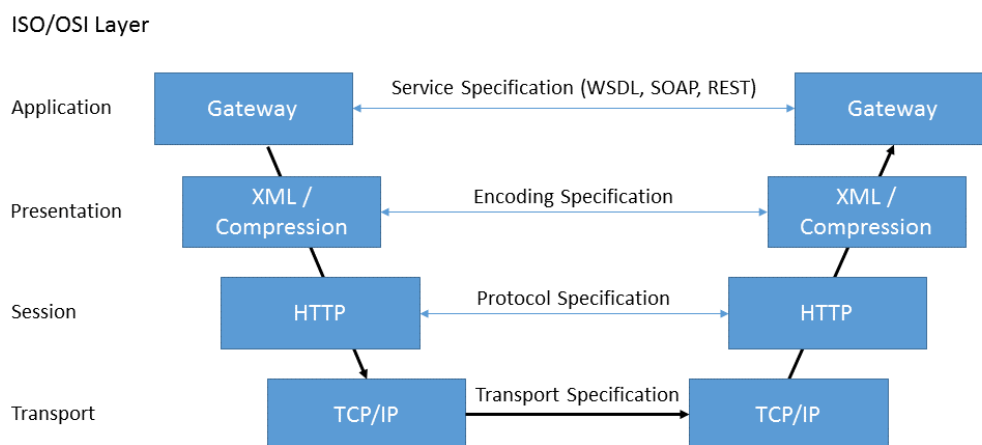 ISO/OSI Layer
Application
Gateway
Service Specification (WSDL, SOAP, REST)
Gateway
Presentation
XML /
Compression
Encoding Specification
XML /
Compression
Session
HTTP
Protocol Specification
HTTP
Transport
TCP/IP
Transport Specification
TCP/IP